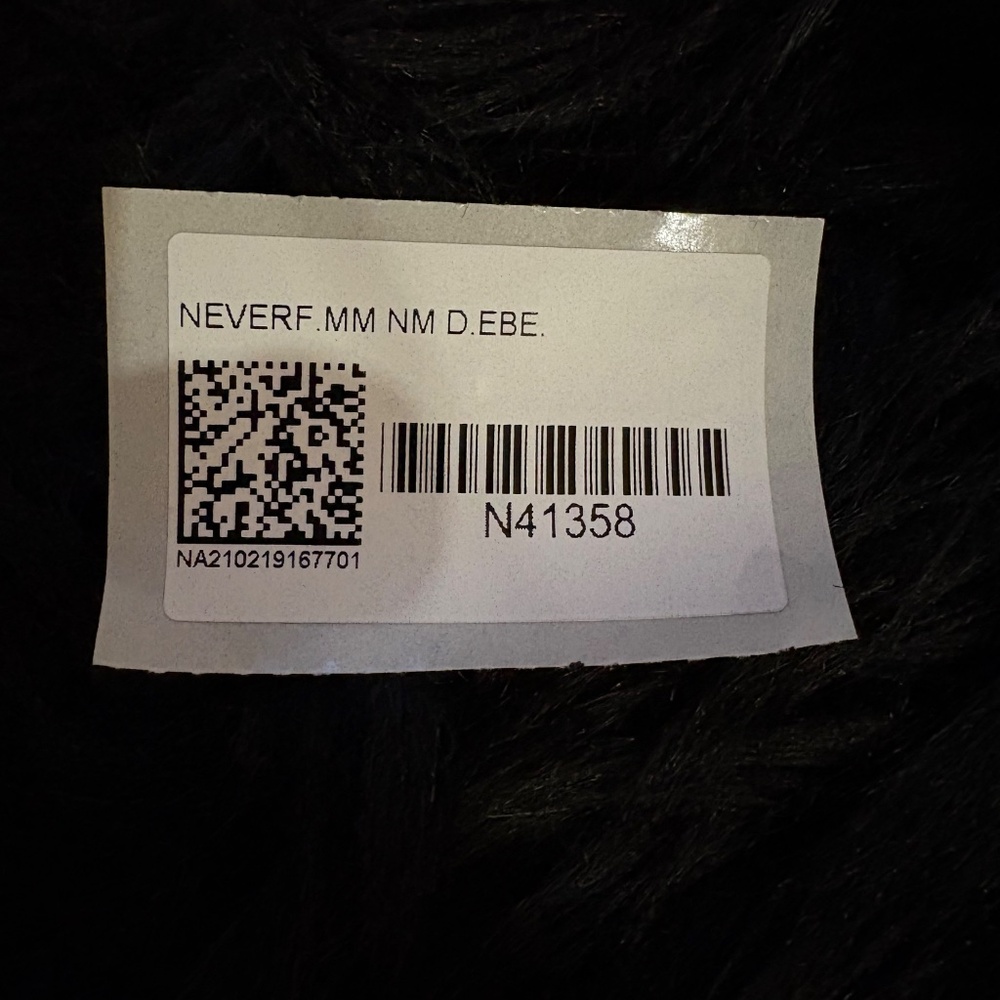 NEVERF.MM NM D.EBE.
N41358
NA210219167701